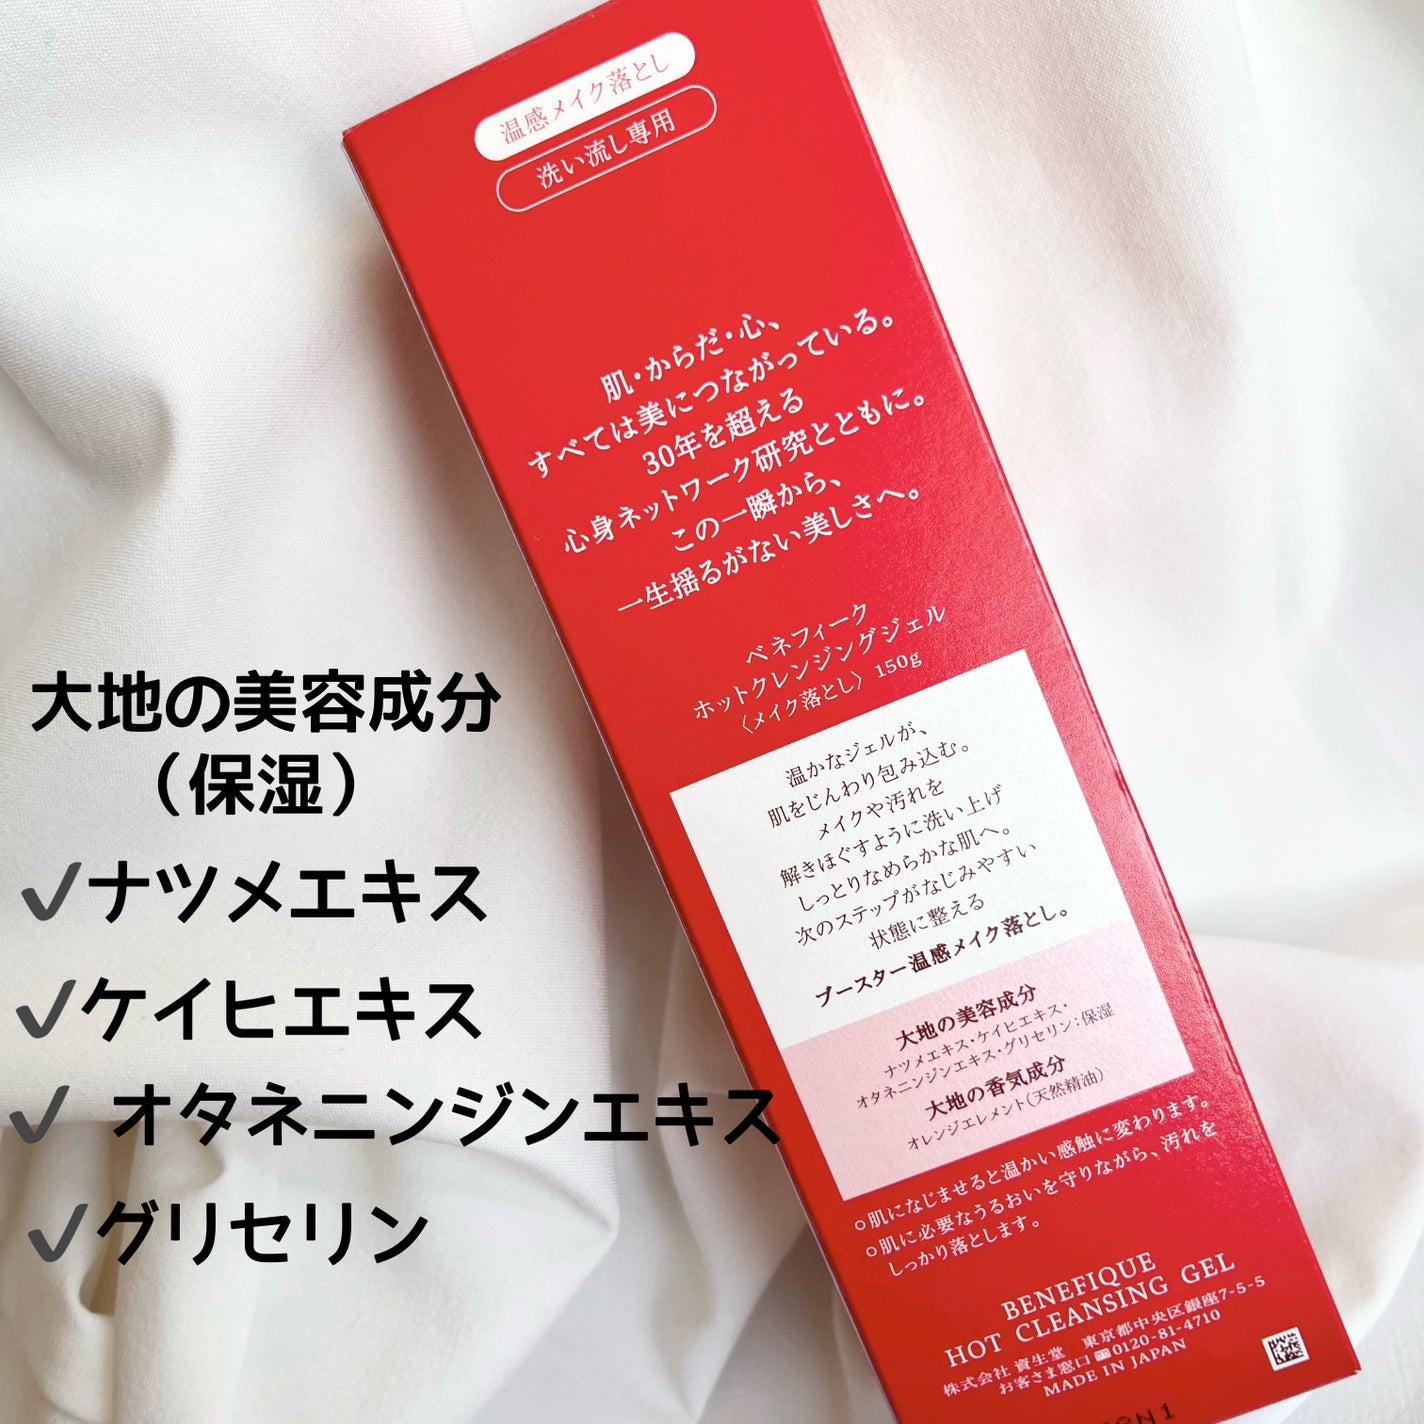 温感メイク落とし
洗い流し専用
肌・からだ・心、
すべては美につながっている。
30年を超える
心身ネットワーク研究とともに。
この一瞬から、
一生揺るがない美しさへ。
ベネフィーク
ホットクレンジングジェル
〈メイク落とし〉 150g
温かなジェルが、
肌をじんわり包み込む。
メイクや汚れを
解きほぐすように洗い上げ
しっとりなめらかな肌へ。
次のステップがなじみやすい
状態に整える
ブースター温感メイク落とし。
大地の美容成分
ナツメエキス・ケイヒエキス・
オタネニンジンエキス・グリセリン:保湿
大地の香気成分
オレンジエレメント(天然精油)
○肌になじませると温かい感触に変わります。
○肌に必要なうるおいを守りながら、汚れを
しっかり落とします。
BENEFIQUE
HOT CLEANSING GEL
株式会社 資生堂 東京都中央区銀座7-5-5
お客さま窓口 0120-81-4710
MADE IN JAPAN
大地の美容成分
（保湿）
✓ナツメエキス
✓ケイヒエキス
✓ オタネニンジンエキス
✓グリセリン